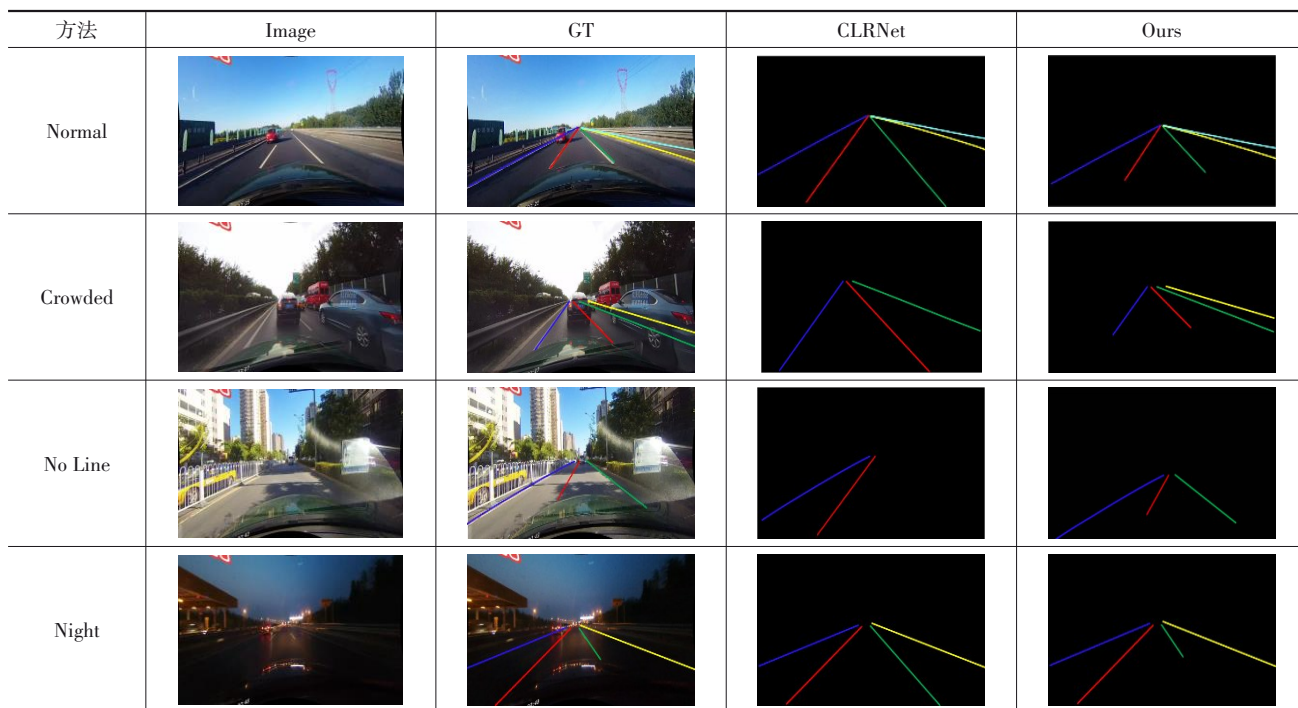 方法 Image GT CLRNet Ours
Normal
Crowded
No Line
Night